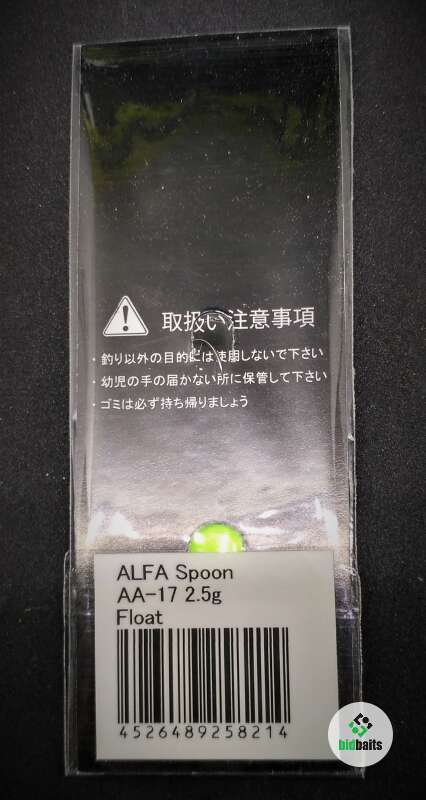 取扱い注意事項
・釣り以外の目的には使用しないで下さい
・幼児の手の届かない所に保管して下さい
・ゴミは必ず持ち帰りましょう
ALFA Spoon
AA-17 2.5g
Float
4526489258214
bidbaits